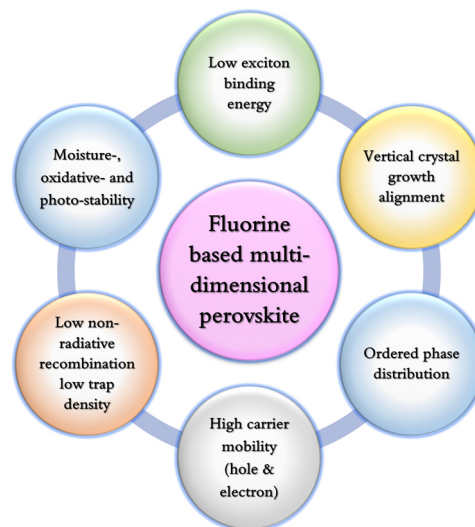 Low exciton
binding
energy
Moisture-,
oxidative- and
photo-stability
Vertical crystal
growth
alignment
Fluorine
based multi-
dimensional
perovskite
Low non-
radiative
recombination
low trap
density
Ordered phase
distribution
High carrier
mobility
(hole &
electron)